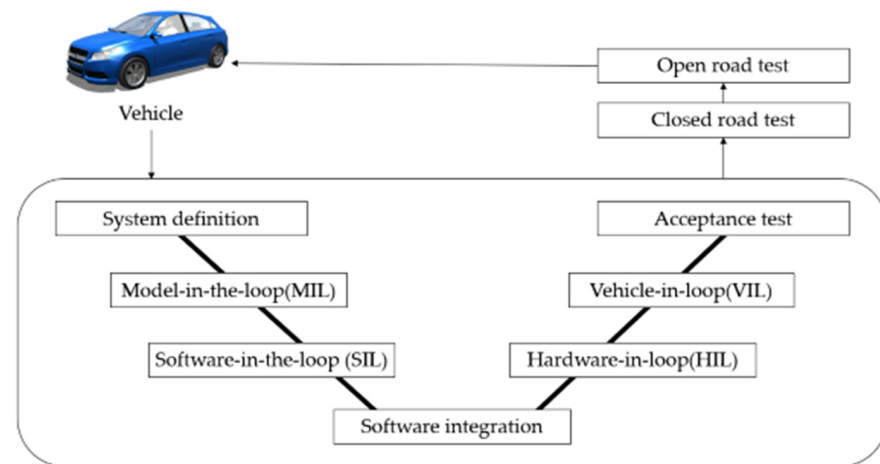 Open road test
Vehicle
Closed road test
System definition
Acceptance test
Model-in-the-loop(MIL)
Vehicle-in-loop(VIL)
Software-in-the-loop (SIL)
Hardware-in-loop(HIL)
Software integration